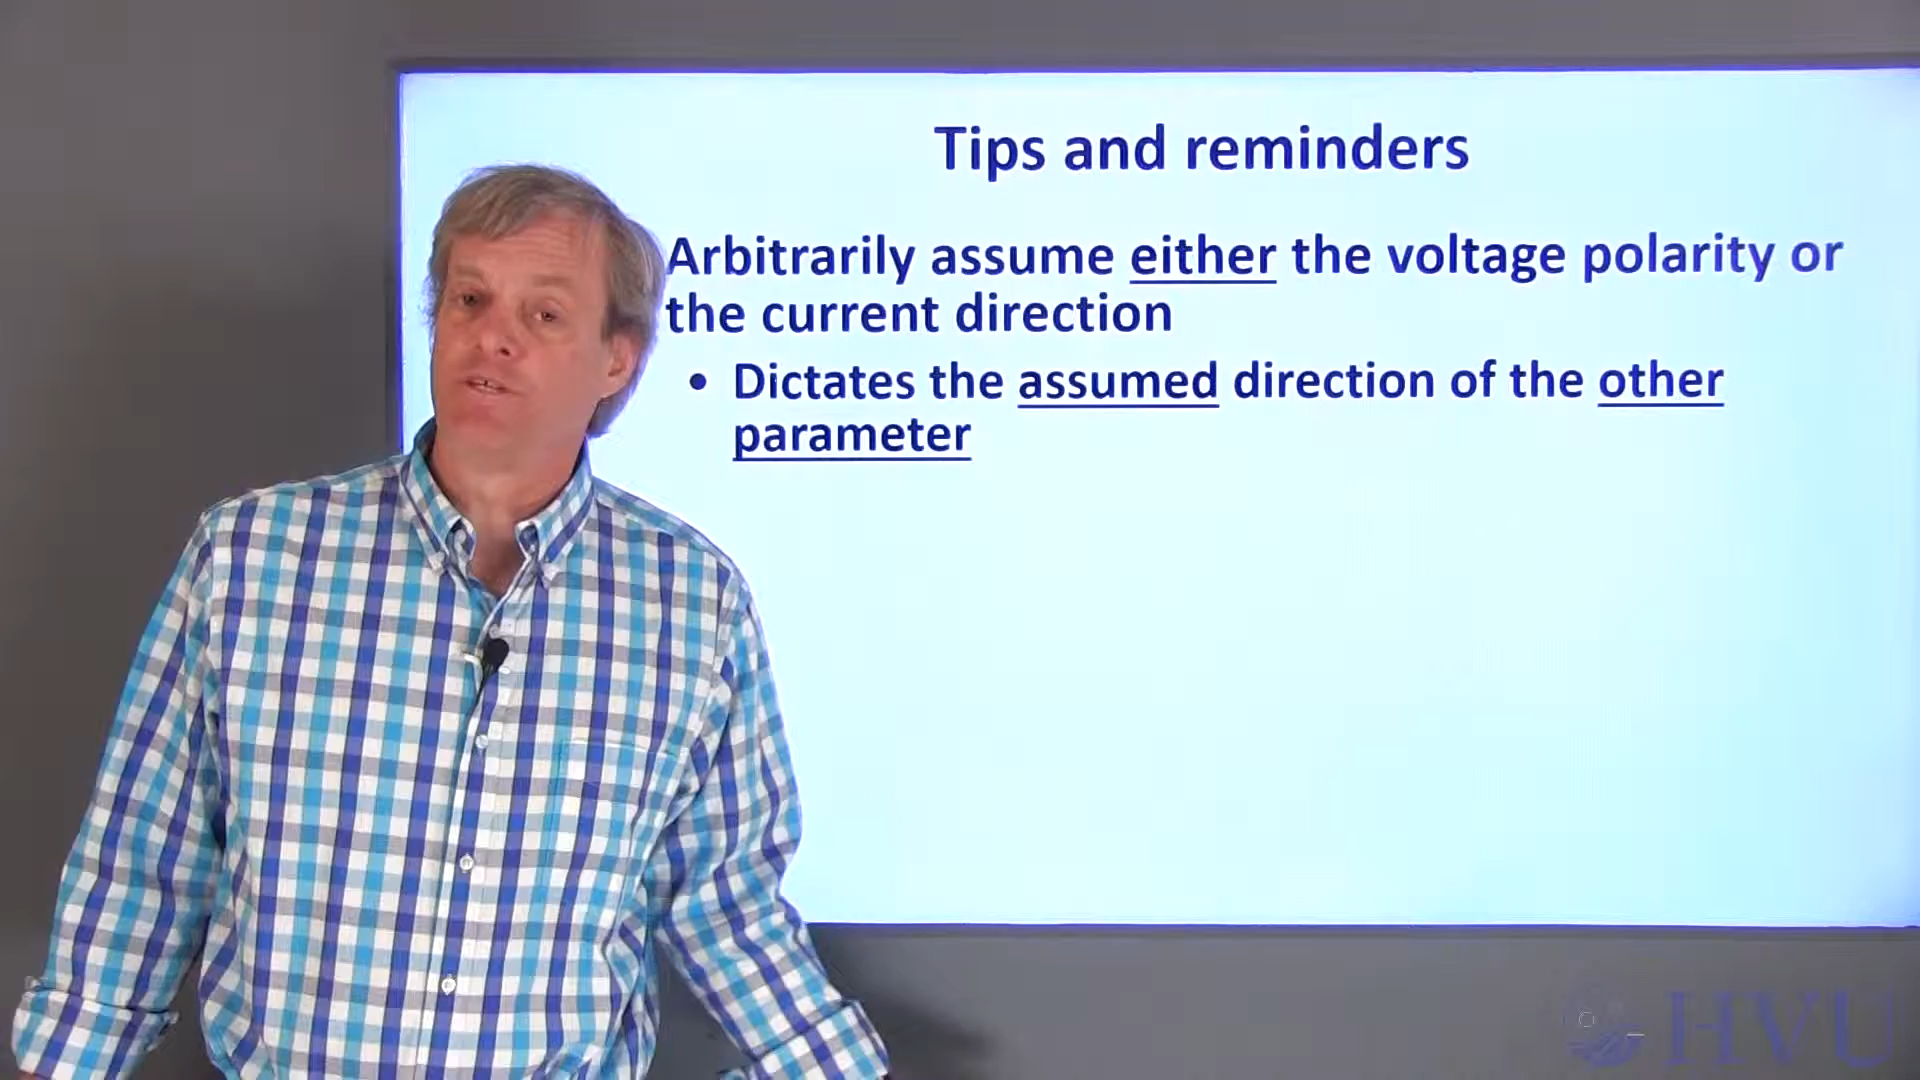 Tips and reminders
Arbitrarily assume either the voltage polarity or
the current direction
• Dictates the assumed direction of the other
parameter
HVU